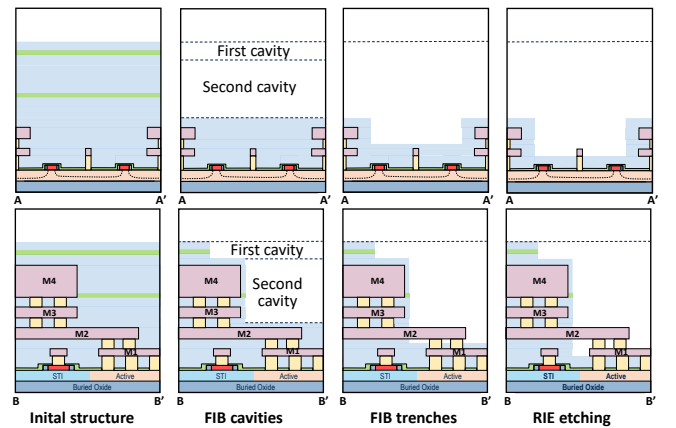 First cavity
Second cavity
A A' A A' A A' A A'
First cavity
Second
cavity
M4 M4 M4 M4
M3 M3 M3 M3
M2 M2 M2 M2
M1 M1 M1 M1
STI Active STI Active STI Active STI Active
Buried Oxide Buried Oxide Buried Oxide Buried Oxide
B B' B B' B B' B B'
Inital structure FIB cavities FIB trenches RIE etching